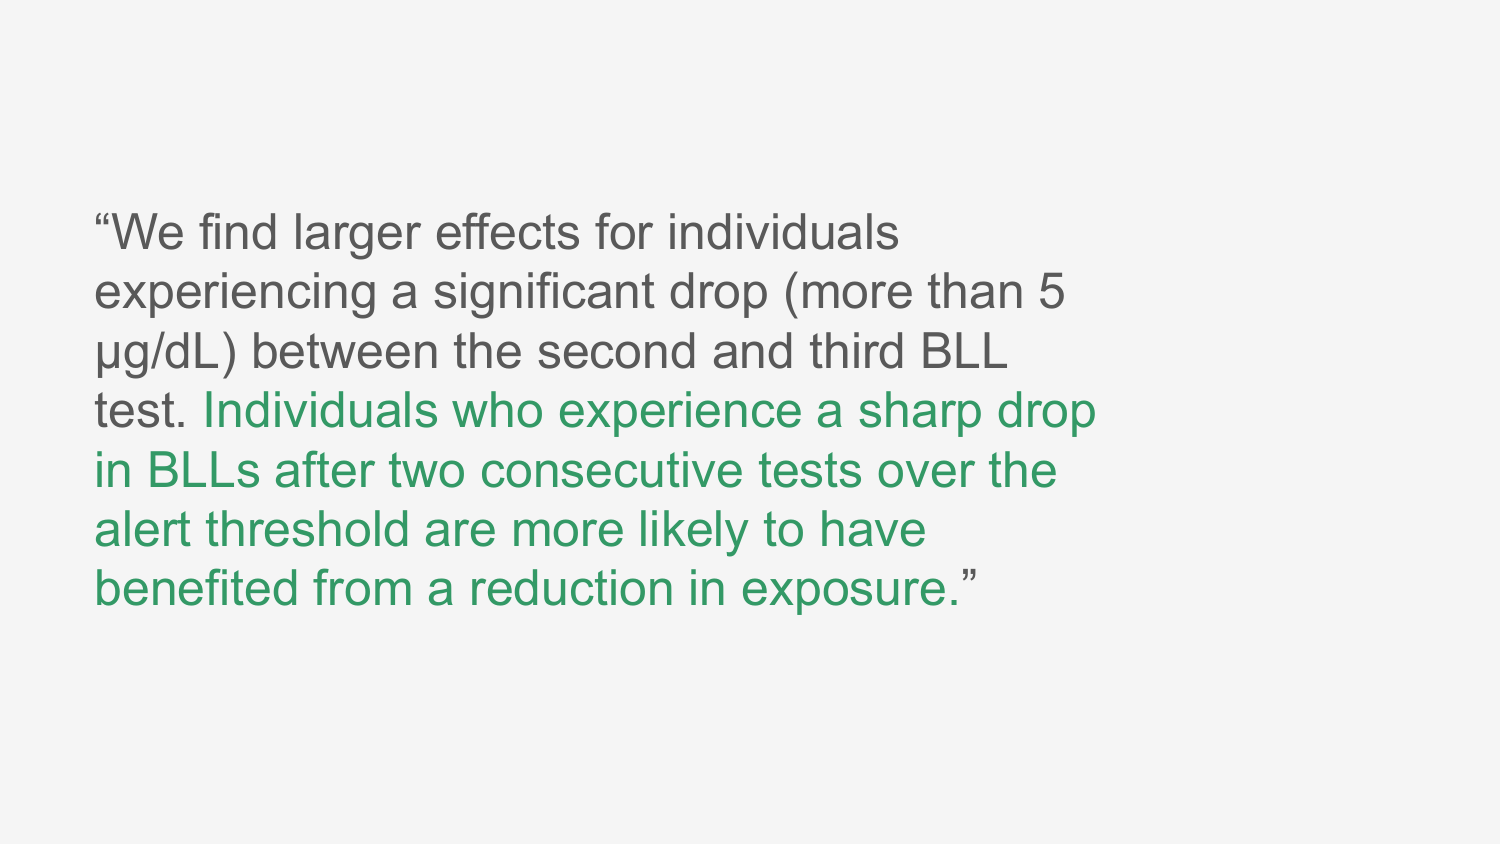 “We find larger effects for individuals
experiencing a significant drop (more than 5
μg/dL) between the second and third BLL
test. Individuals who experience a sharp drop
in BLLs after two consecutive tests over the
alert threshold are more likely to have
benefited from a reduction in exposure.”